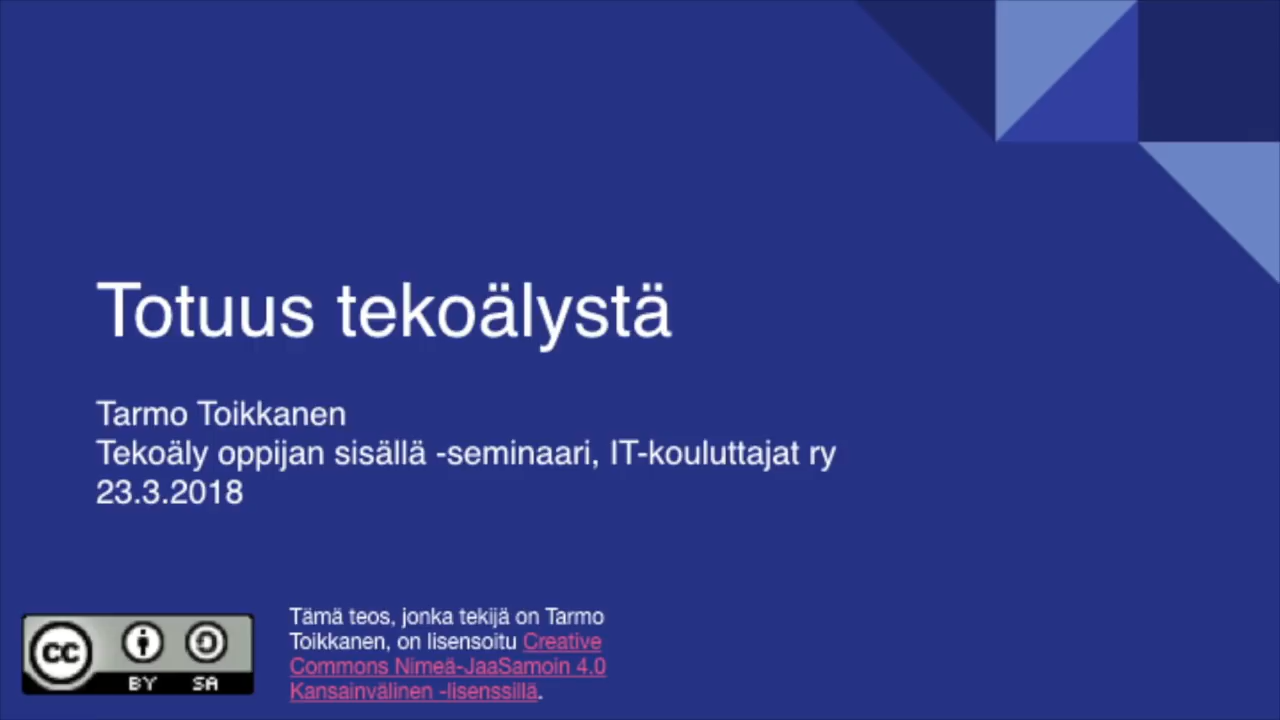 Totuus tekoälystä
Tarmo Toikkanen
Tekoäly oppijan sisällä -seminaari, IT-kouluttajat ry
23.3.2018
cc
BY SA
Tämä teos, jonka tekijä on Tarmo
Toikkanen, on lisensoitu Creative
Commons Nimeä-JaaSamoin 4.0
Kansainvälinen -lisenssillä.